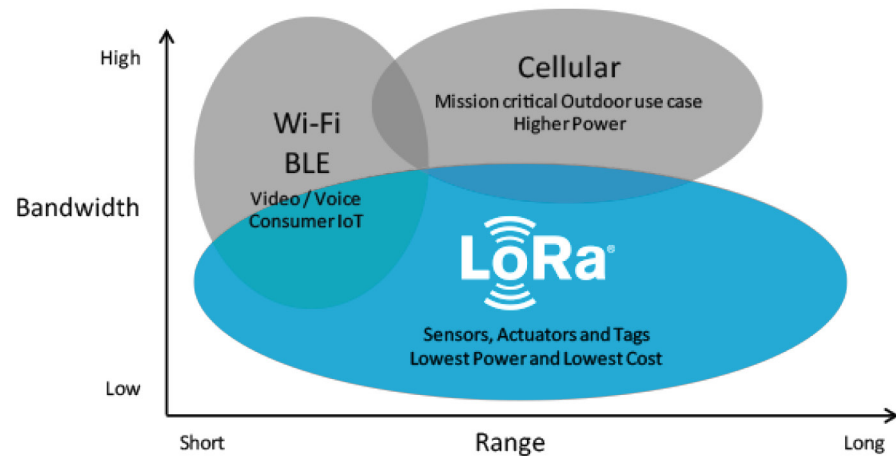 High
Bandwidth
Low
Wi-Fi
BLE
Video / Voice
Consumer IoT
Cellular
Mission critical Outdoor use case
Higher Power
LoRa®
Sensors, Actuators and Tags
Lowest Power and Lowest Cost
Short
Range
Long